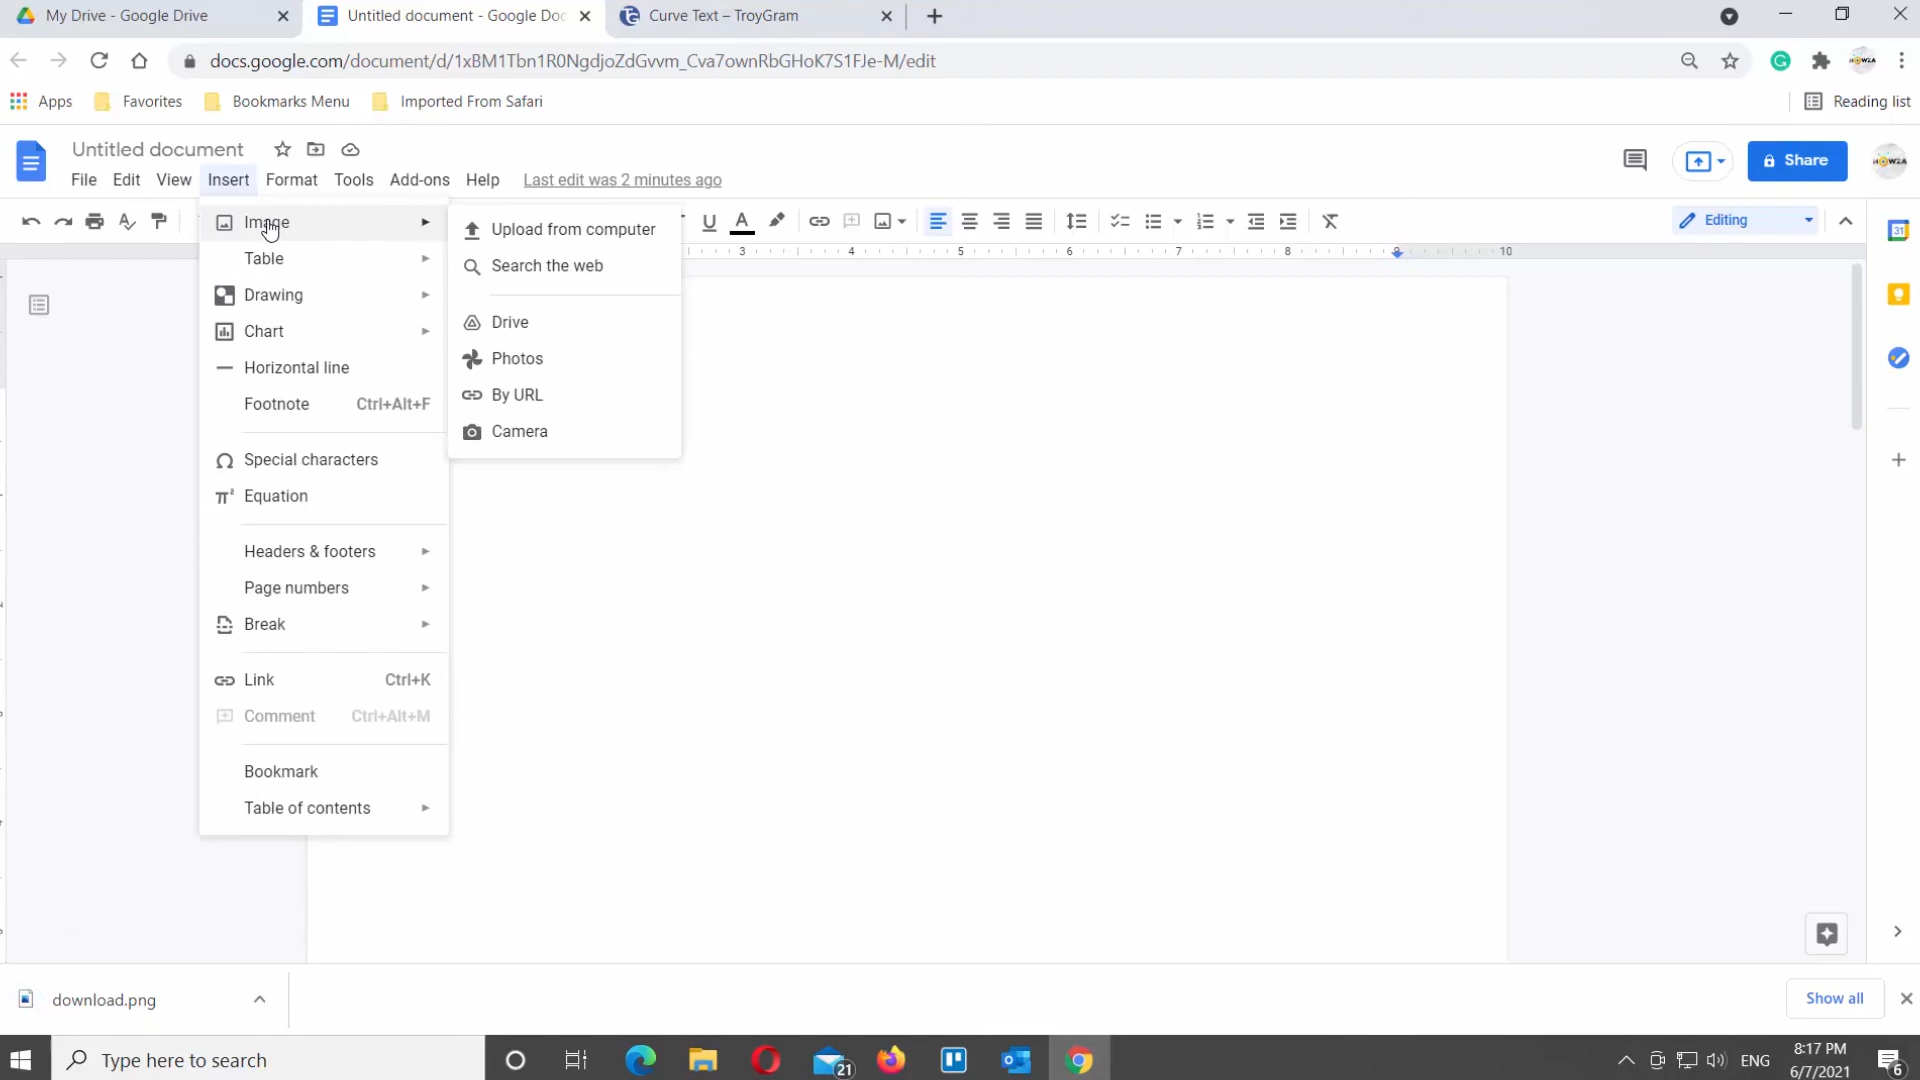 My Drive - Google Drive
Untitled document - Google Doc
Curve Text – TroyGram
docs.google.com/document/d/1xBM1Tbn1R0NgdjoZdGvvm_Cva7ownRbGHoK7S1FJe-M/edit
Apps Favorites Bookmarks Menu Imported From Safari Reading list
Untitled document
File Edit View Insert Format Tools Add-ons Help Last edit was 2 minutes ago
Share
HOWZA
Editing
3 4 5 6 7 8 9 10
Image
Table
Drawing
Chart
Horizontal line
Footnote Ctrl+Alt+F
Special characters
Equation
Headers & footers
Page numbers
Break
Link Ctrl+K
Comment Ctrl+Alt+M
Bookmark
Table of contents
Upload from computer
Search the web
Drive
Photos
By URL
Camera
31
download.png
Show all
Type here to search
21
ENG
8:17 PM
6/7/2021
6